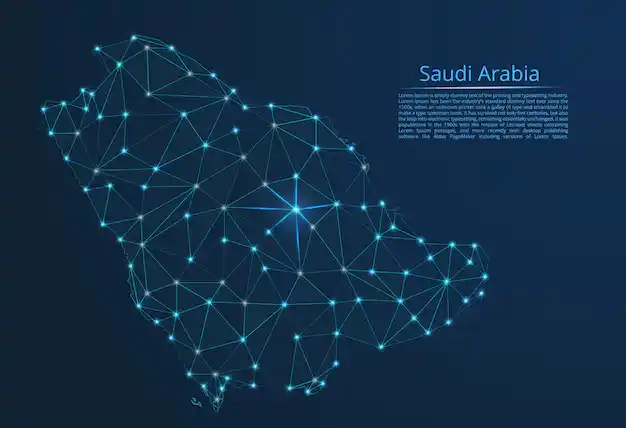 Saudi Arabia
Lorem Ipsum is simply dummy text of the printing and typesetting industry.
Lorem Ipsum has been the industry's standard dummy text ever since the
1500s, when an unknown printer took a galley of type and scrambled it to
make a type specimen book. It has survived not only five centuries, but also
the leap into electronic typesetting, remaining essentially unchanged. It was
popularised in the 1960s with the release of Letraset sheets containing
Lorem Ipsum passages, and more recently with desktop publishing software like
Aldus PageMaker including versions of Lorem Ipsum.